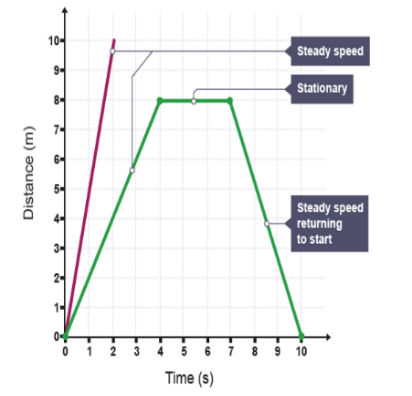 10
9
8
7
6
5
4
3
2
1
0
Distance (m)
Steady speed
Stationary
Steady speed
returning
to start
0 1 2 3 4 5 6 7 8 9 10
Time (s)